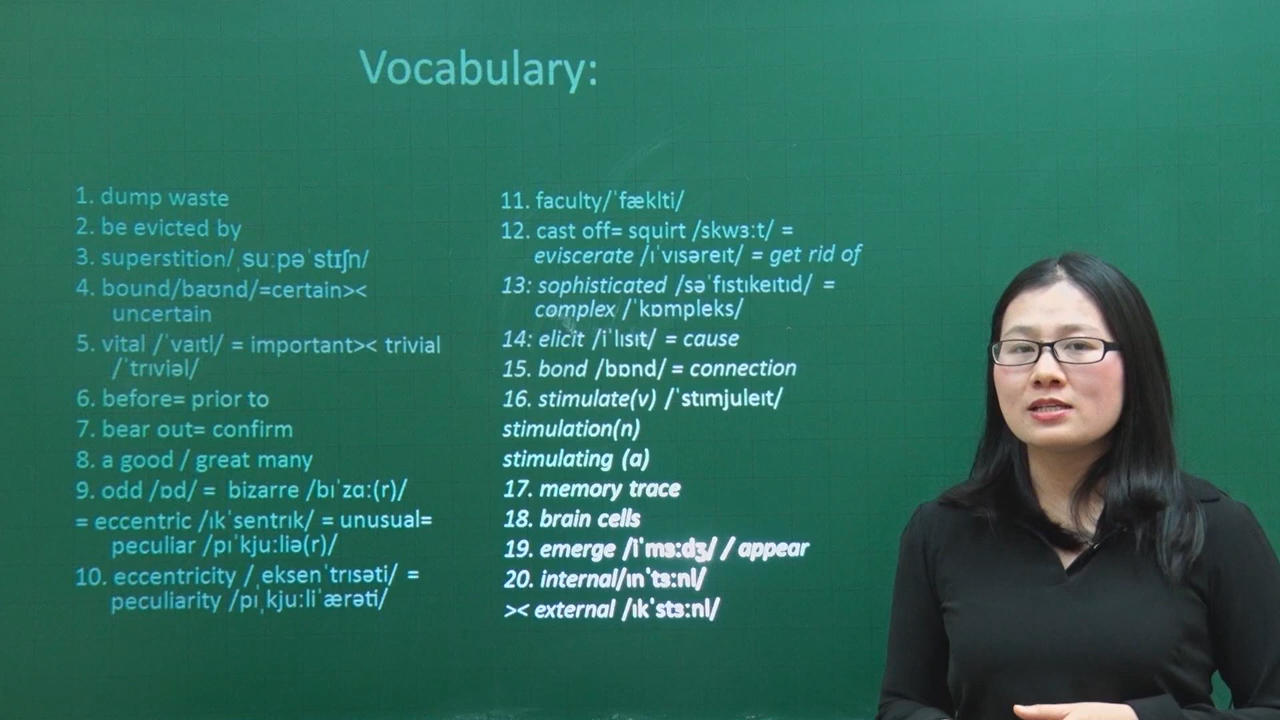 Vocabulary:
1. dump waste
2. be evicted by
3. superstition/ˌsuːpəˈstɪʃn/
4. bound/baʊnd/=certain><
uncertain
5. vital /ˈvaɪtl/ = important>< trivial
/ˈtrɪviəl/
6. before= prior to
7. bear out= confirm
8. a good / great many
9. odd /ɒd/ = bizarre /bɪˈzɑː(r)/
= eccentric /ɪkˈsentrɪk/ = unusual=
peculiar /pɪˈkjuːliə(r)/
10. eccentricity /ˌeksenˈtrɪsəti/ =
peculiarity /pɪˌkjuːliˈærəti/
11. faculty/ˈfæklti/
12. cast off= squirt /skwɜːt/ =
eviscerate /ɪˈvɪsəreɪt/ = get rid of
13: sophisticated /səˈfɪstɪkeɪtɪd/ =
complex /ˈkɒmpleks/
14: elicit /iˈlɪsɪt/ = cause
15. bond /bɒnd/ = connection
16. stimulate(v) /ˈstɪmjuleɪt/
stimulation(n)
stimulating (a)
17. memory trace
18. brain cells
19. emerge /iˈmɜːdʒ/ / appear
20. internal/ɪnˈtɜːnl/
>< external /ɪkˈstɜːnl/